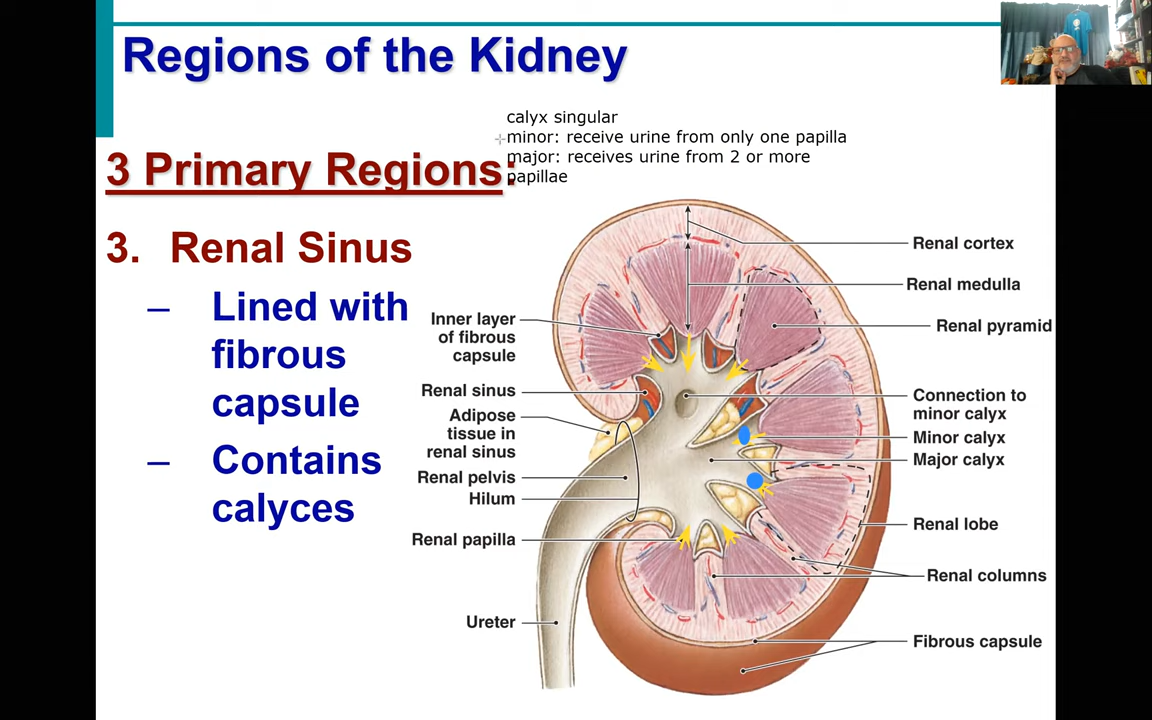 Regions of the Kidney
calyx singular
minor: receive urine from only one papilla
major: receives urine from 2 or more
papillae
3 Primary Regions:
3. Renal Sinus
– Lined with
fibrous
capsule
– Contains
calyces
Inner layer
of fibrous
capsule
Renal sinus
Adipose
tissue in
renal sinus
Renal pelvis
Hilum
Renal papilla
Ureter
Renal cortex
Renal medulla
Renal pyramid
Connection to
minor calyx
Minor calyx
Major calyx
Renal lobe
Renal columns
Fibrous capsule